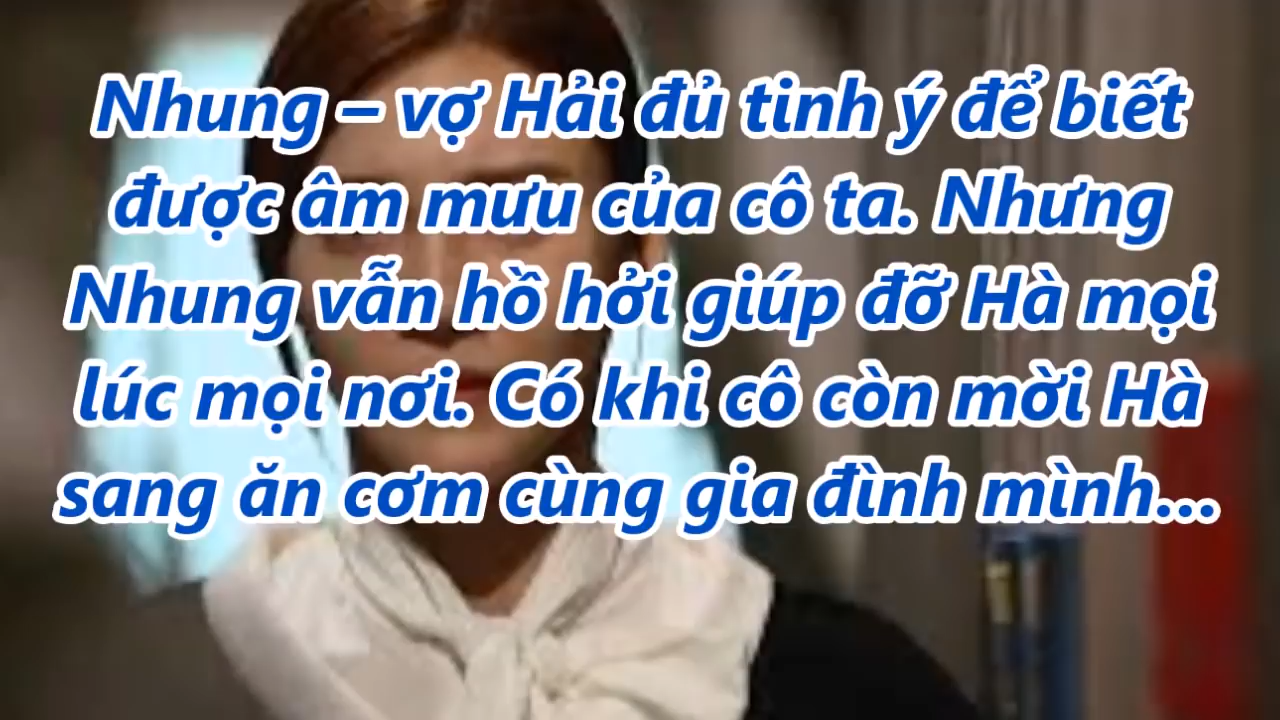 Nhung – vợ Hải đủ tinh ý để biết
được âm mưu của cô ta. Nhưng
Nhung vẫn hồ hởi giúp đỡ Hà mọi
lúc mọi nơi. Có khi cô còn mời Hà
sang ăn cơm cùng gia đình mình...